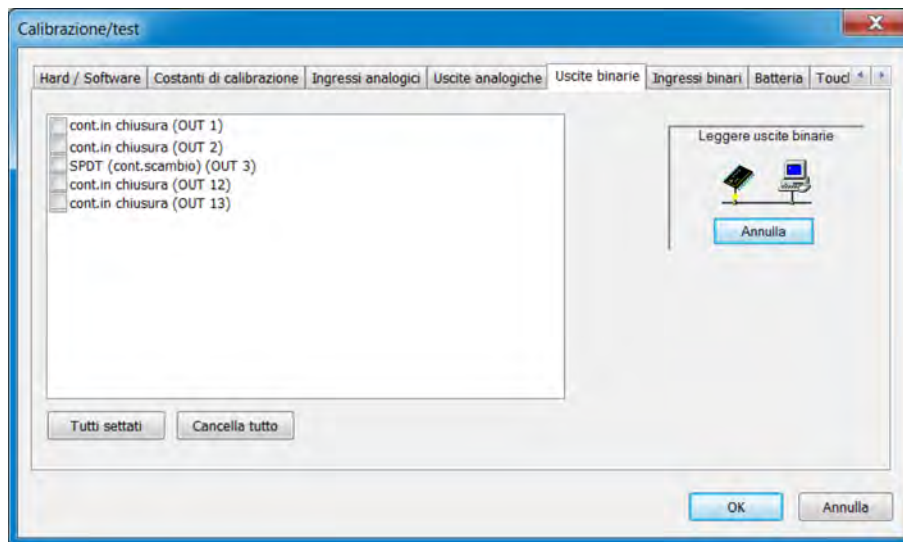 Calibrazione/test
Hard / Software Costanti di calibrazione Ingressi analogici Uscite analogiche Uscite binarie Ingressi binari Batteria Toucl
cont.in chiusura (OUT 1)
cont.in chiusura (OUT 2)
SPDT (cont.scambio) (OUT 3)
cont.in chiusura (OUT 12)
cont.in chiusura (OUT 13)
Leggere uscite binarie
Annulla
Tutti settati Cancella tutto
OK Annulla